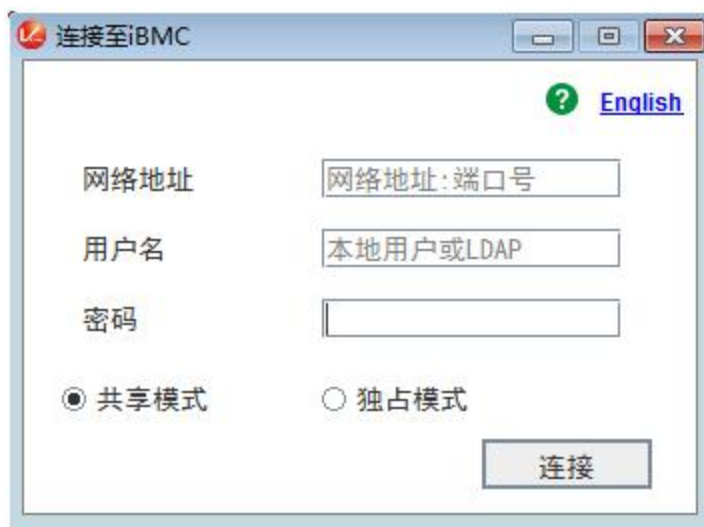 连接至iBMC
? English
网络地址 网络地址:端口号
用户名 本地用户或LDAP
密码
共享模式 独占模式
连接